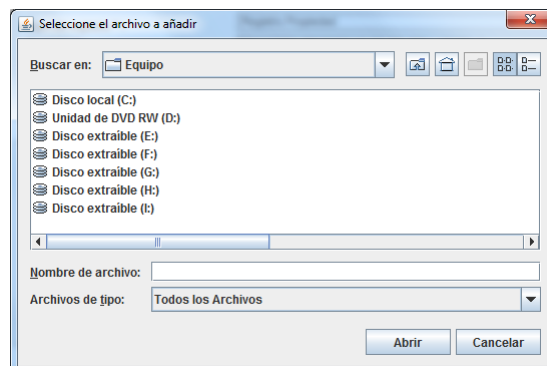 Seleccione el archivo a añadir
Buscar en: Equipo
Disco local (C:)
Unidad de DVD RW (D:)
Disco extraíble (E:)
Disco extraíble (F:)
Disco extraíble (G:)
Disco extraíble (H:)
Disco extraíble (I:)
Nombre de archivo:
Archivos de tipo: Todos los Archivos
Abrir Cancelar